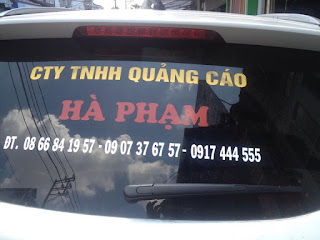 CTY TNHH QUẢNG CÁO
HÀ PHẠM
ĐT. 08 66 84 19 57 - 09 07 37 67 57 - 0917 444 555